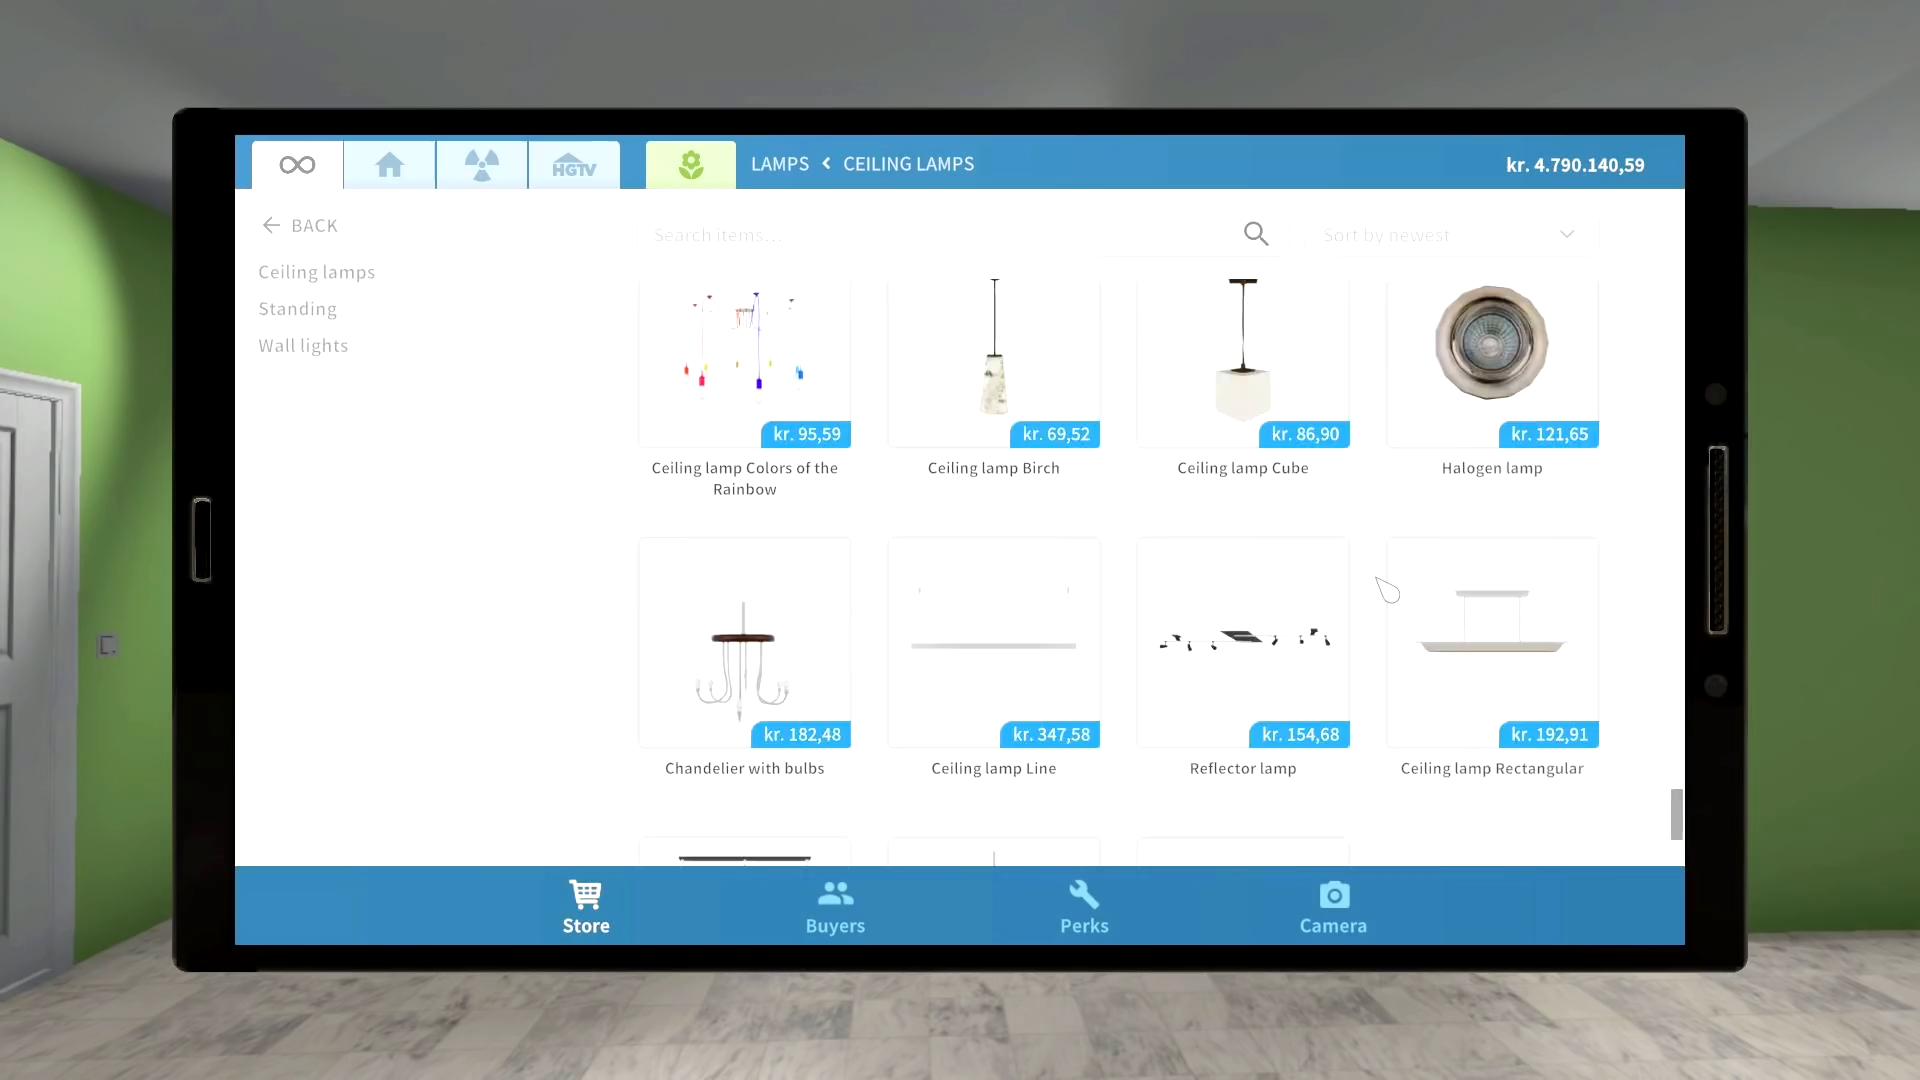 HGTV
LAMPS < CEILING LAMPS
kr. 4.790.140,59
BACK
Search items...
Sort by newest
Ceiling lamps
Standing
Wall lights
kr. 95,59
kr. 69,52
kr. 86,90
kr. 121,65
Ceiling lamp Colors of the
Rainbow
Ceiling lamp Birch
Ceiling lamp Cube
Halogen lamp
kr. 182,48
kr. 347,58
kr. 154,68
kr. 192,91
Chandelier with bulbs
Ceiling lamp Line
Reflector lamp
Ceiling lamp Rectangular
Store
Buyers
Perks
Camera